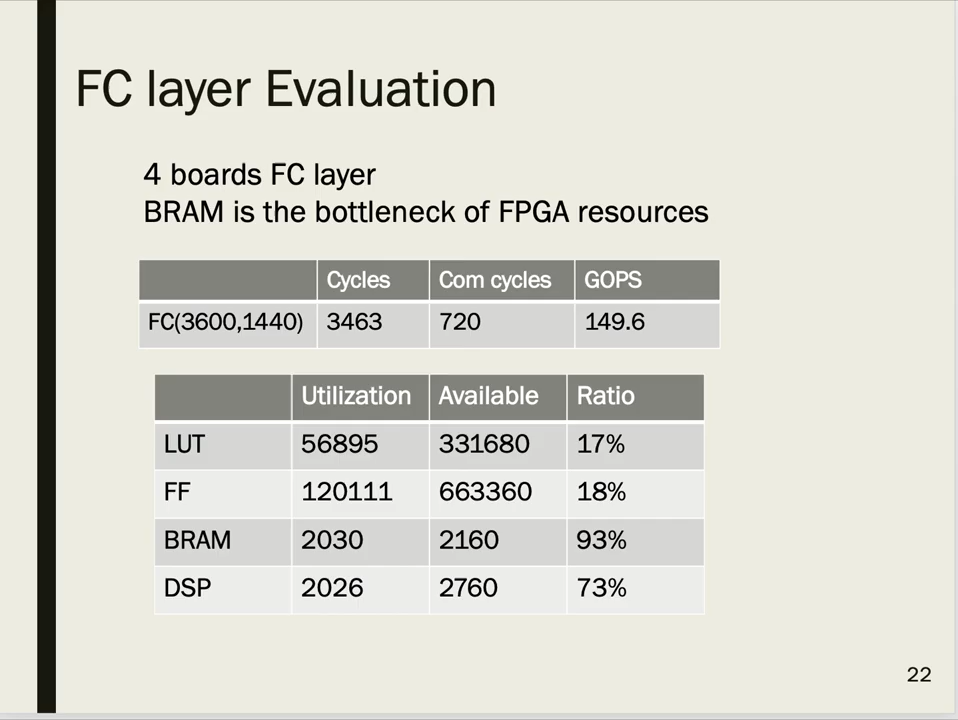 FC layer Evaluation
4 boards FC layer
BRAM is the bottleneck of FPGA resources
Cycles Com cycles GOPS
FC(3600,1440) 3463 720 149.6
Utilization Available Ratio
LUT 56895 331680 17%
FF 120111 663360 18%
BRAM 2030 2160 93%
DSP 2026 2760 73%
22